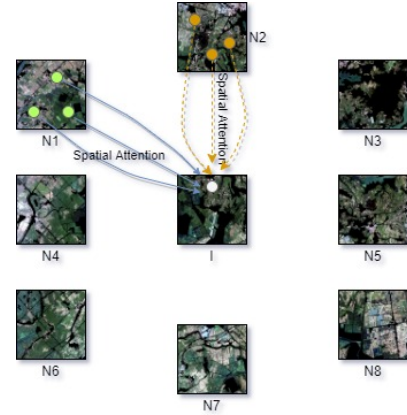 N2
N1
N3
Spatial Attention
Spatial Attention
N4
I
N5
N6
N7
N8